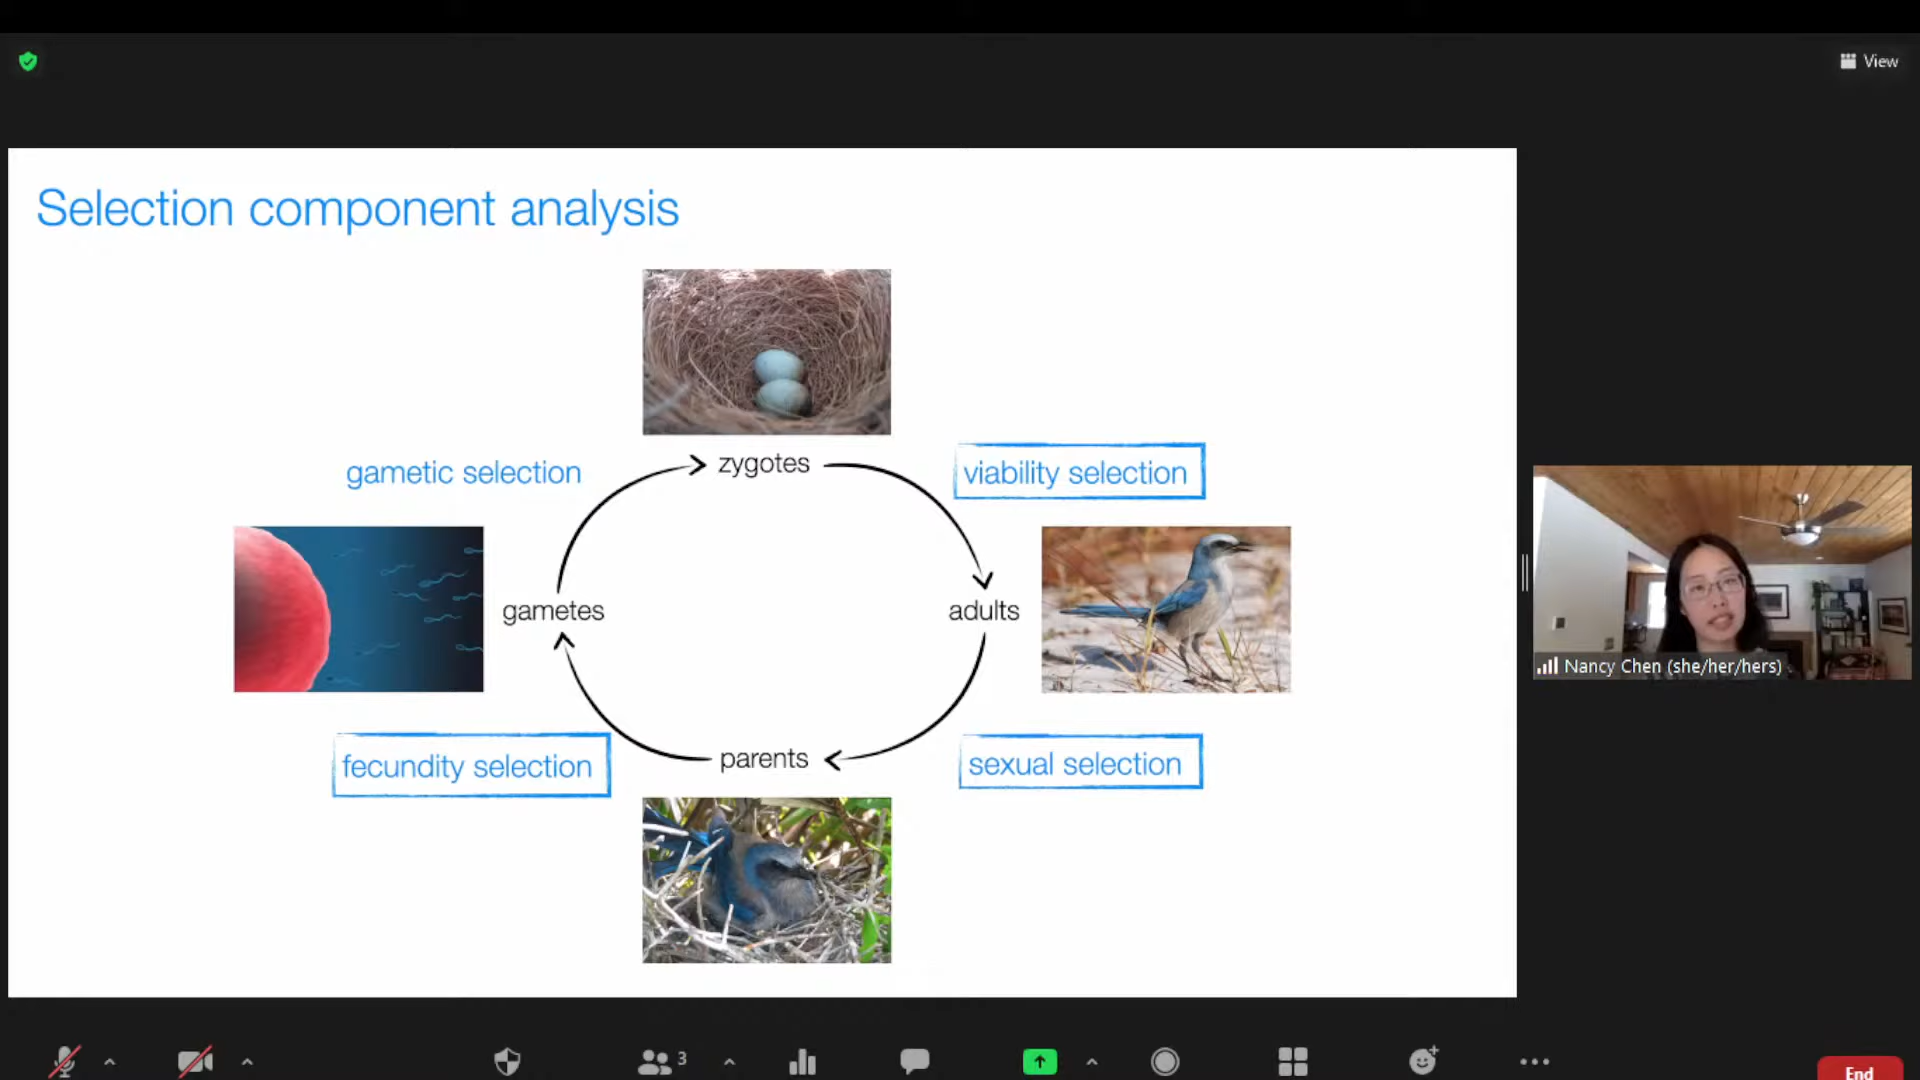 View
Selection component analysis
gametic selection
zygotes
viability selection
gametes
adults
fecundity selection
parents
sexual selection
Nancy Chen (she/her/hers)
3
End